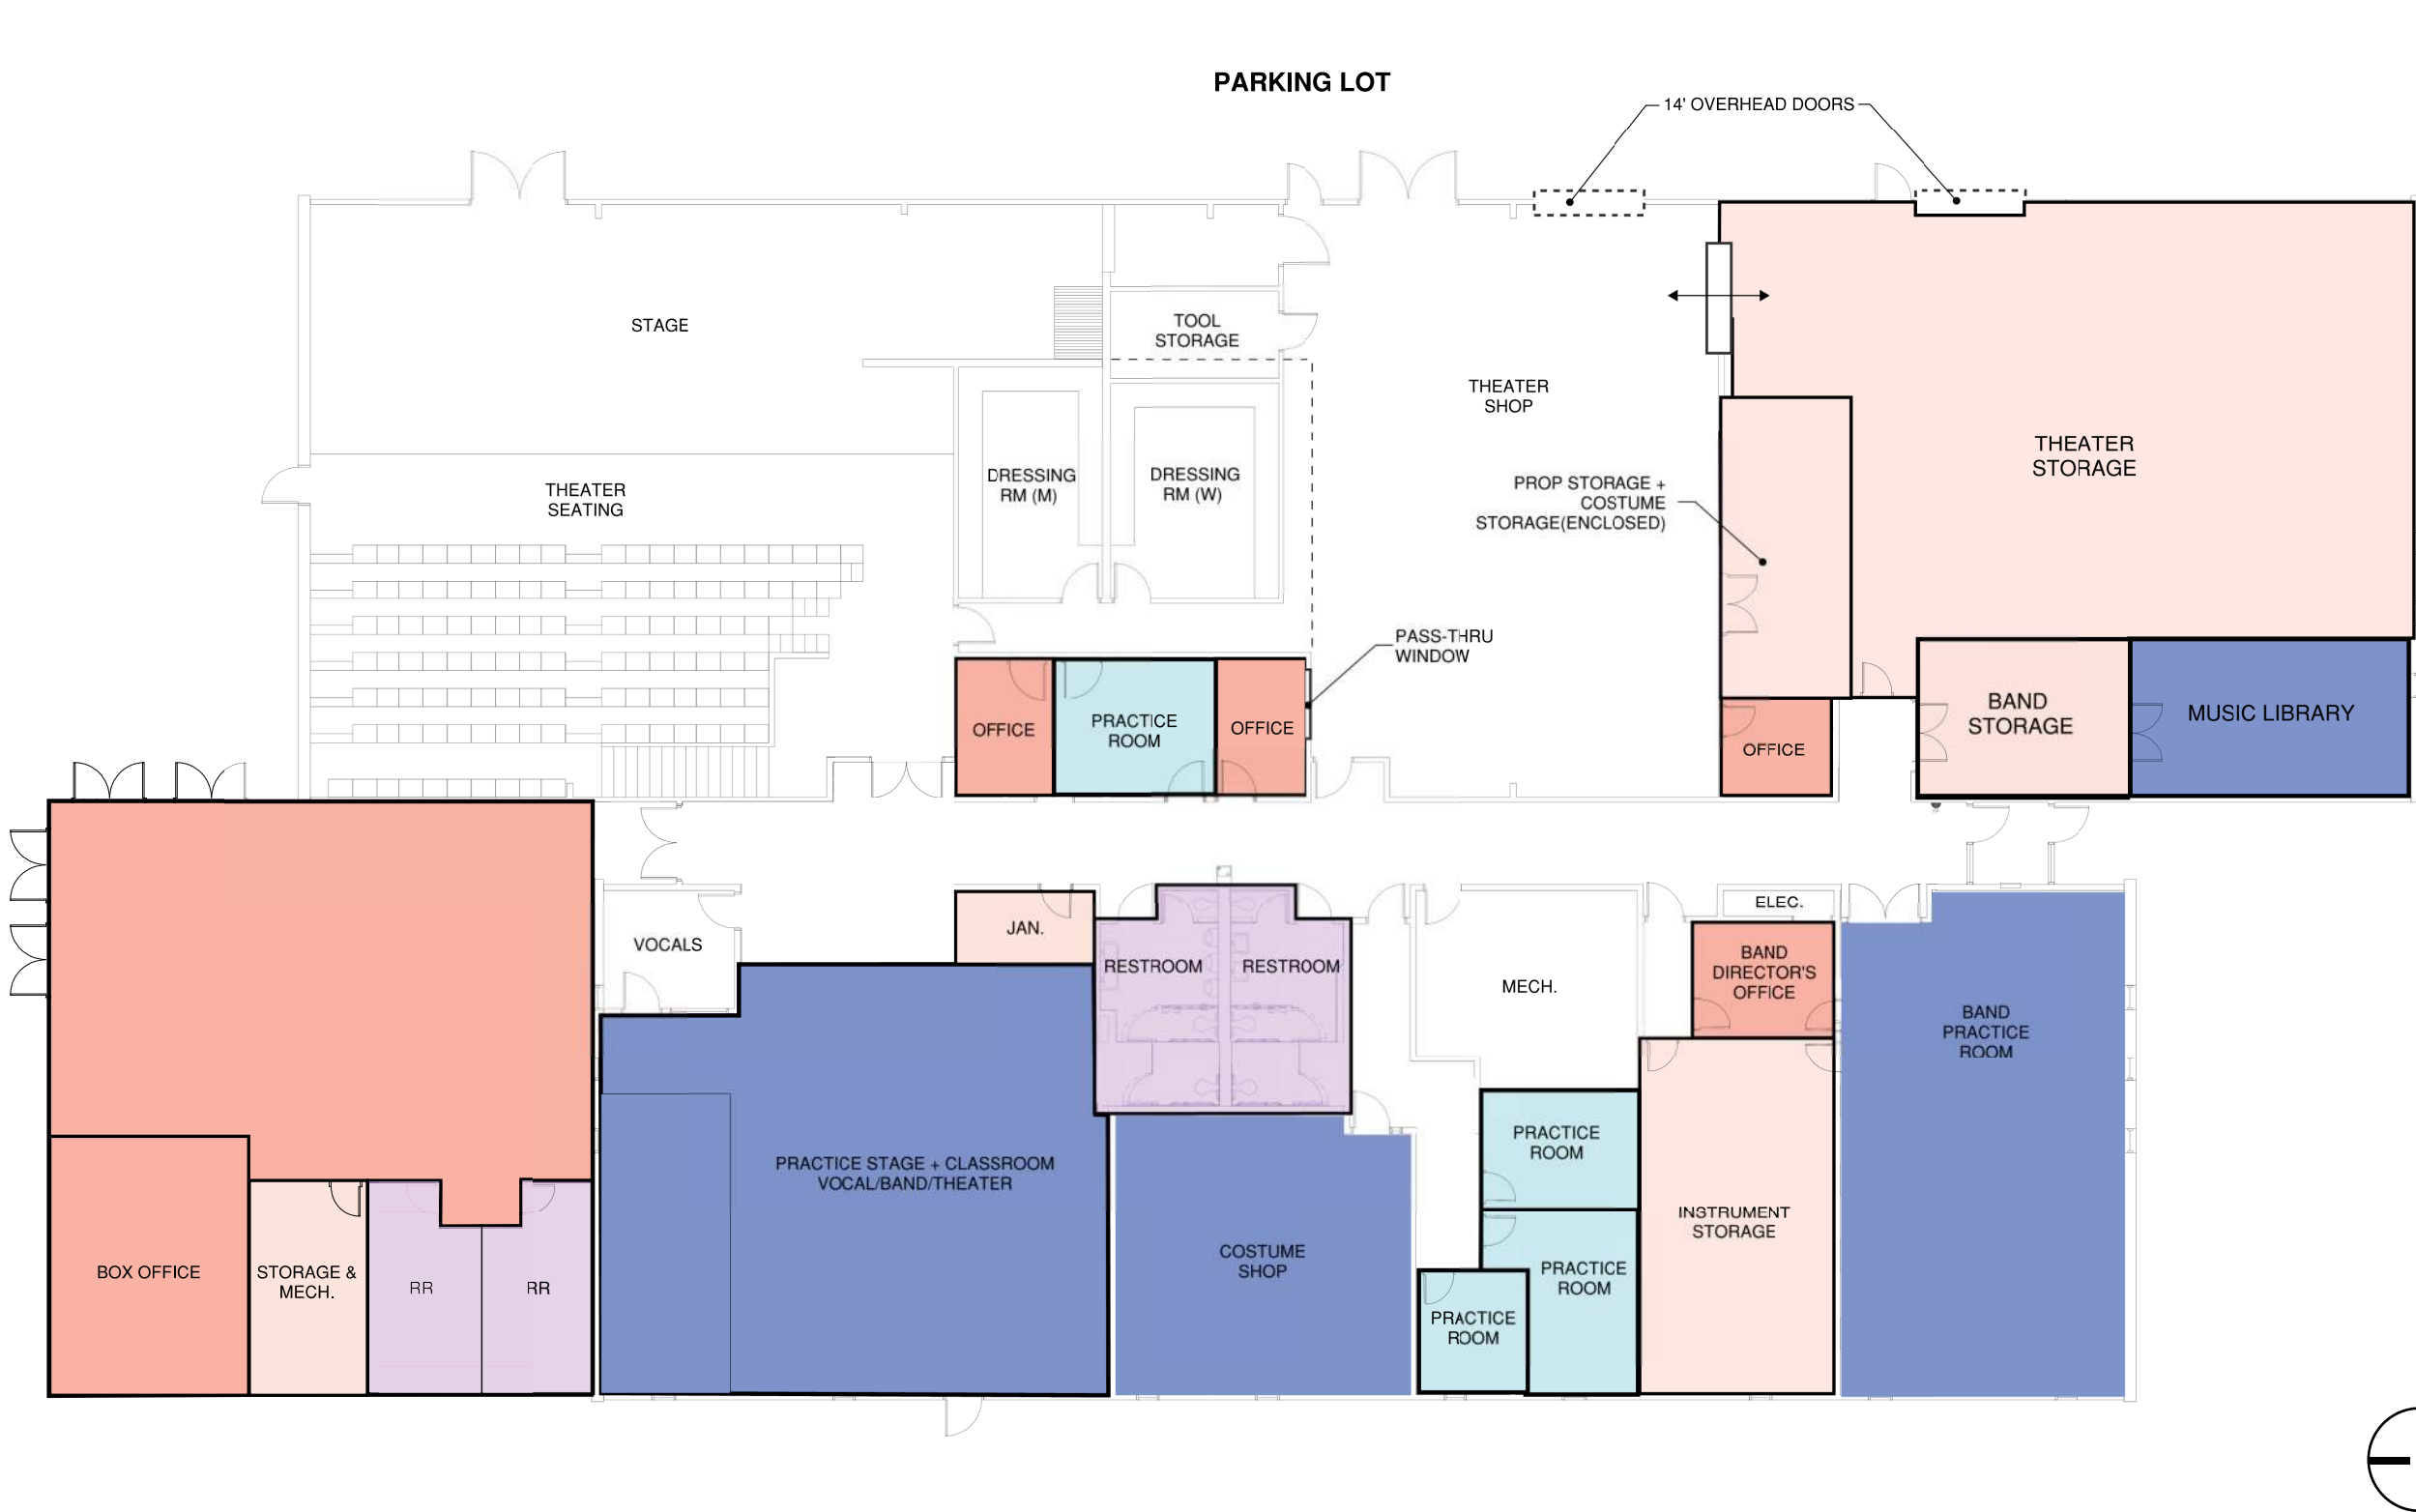 PARKING LOT
14' OVERHEAD DOORS
STAGE
TOOL
STORAGE
THEATER
SHOP
THEATER
STORAGE
THEATER
SEATING
DRESSING
RM (M)
DRESSING
RM (W)
PROP STORAGE +
COSTUME
STORAGE(ENCLOSED)
PASS-THRU
WINDOW
OFFICE
PRACTICE
ROOM
OFFICE
OFFICE
BAND
STORAGE
MUSIC LIBRARY
VOCALS
JAN.
RESTROOM
RESTROOM
MECH.
ELEC.
BAND
DIRECTOR'S
OFFICE
BAND
PRACTICE
ROOM
PRACTICE STAGE + CLASSROOM
VOCAL/BAND/THEATER
PRACTICE
ROOM
INSTRUMENT
STORAGE
BOX OFFICE
STORAGE &
MECH.
RR
RR
COSTUME
SHOP
PRACTICE
ROOM
PRACTICE
ROOM